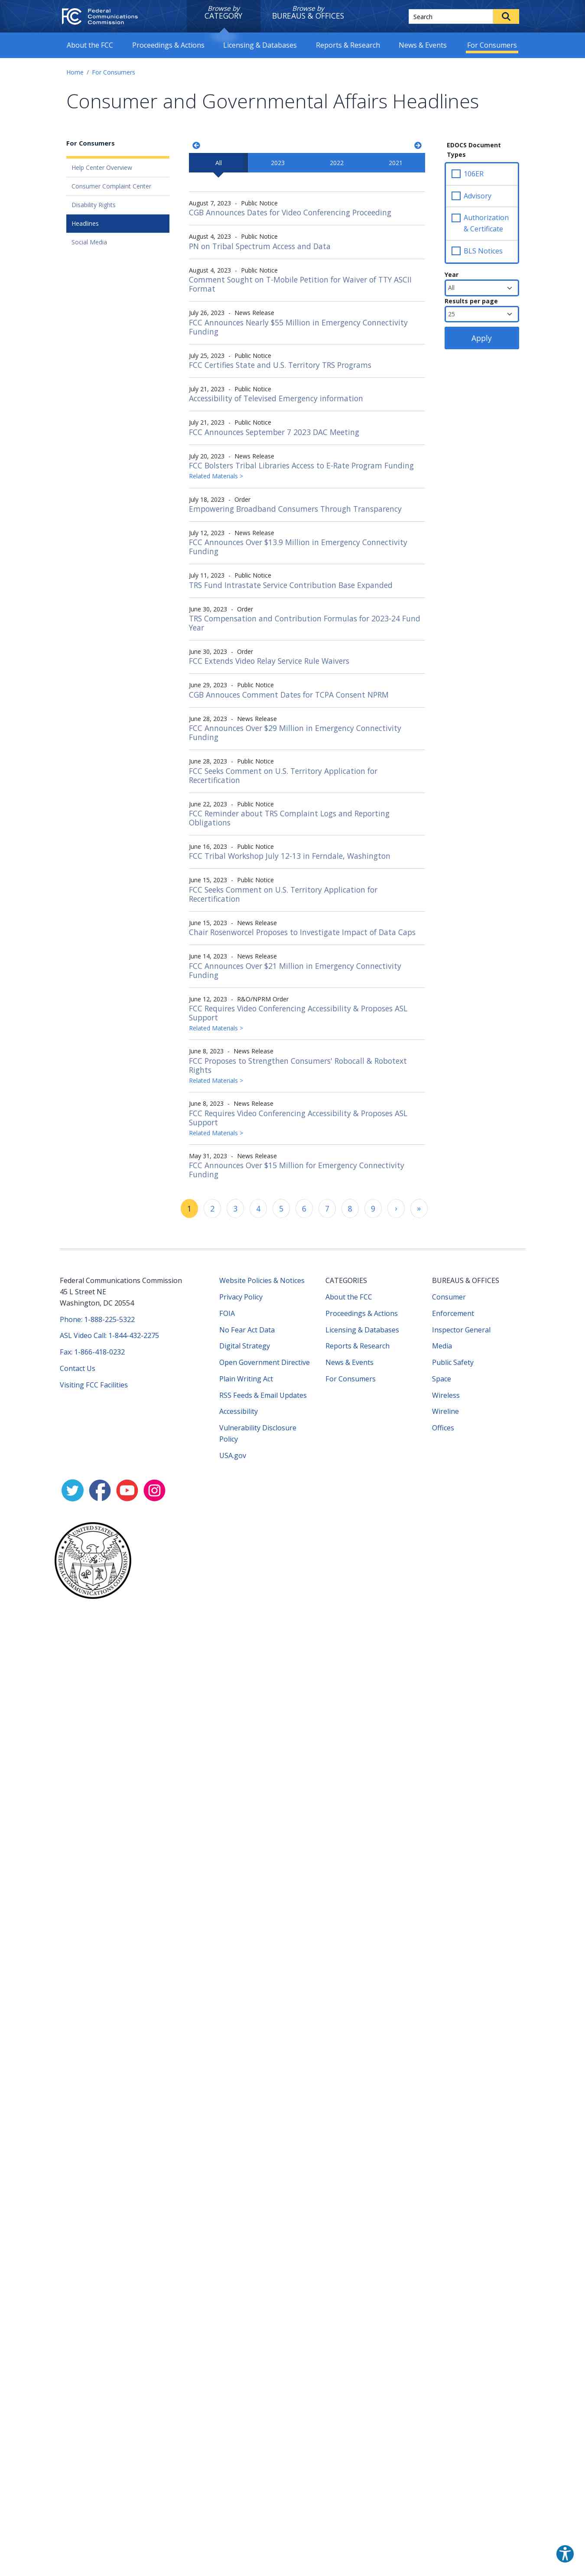 Federal
Communications
Commission
Browse by
CATEGORY
Browse by
BUREAUS & OFFICES
Search
About the FCC
Proceedings & Actions
Licensing & Databases
Reports & Research
News & Events
For Consumers
Home / For Consumers
Consumer and Governmental Affairs Headlines
For Consumers
Help Center Overview
Consumer Complaint Center
Disability Rights
Headlines
Social Media
All
2023
2022
2021
August 7, 2023 - Public Notice
CGB Announces Dates for Video Conferencing Proceeding
August 4, 2023 - Public Notice
PN on Tribal Spectrum Access and Data
August 4, 2023 - Public Notice
Comment Sought on T-Mobile Petition for Waiver of TTY ASCII
Format
July 26, 2023 - News Release
FCC Announces Nearly $55 Million in Emergency Connectivity
Funding
July 25, 2023 - Public Notice
FCC Certifies State and U.S. Territory TRS Programs
July 21, 2023 - Public Notice
Accessibility of Televised Emergency information
July 21, 2023 - Public Notice
FCC Announces September 7 2023 DAC Meeting
July 20, 2023 - News Release
FCC Bolsters Tribal Libraries Access to E-Rate Program Funding
Related Materials >
July 18, 2023 - Order
Empowering Broadband Consumers Through Transparency
July 12, 2023 - News Release
FCC Announces Over $13.9 Million in Emergency Connectivity
Funding
July 11, 2023 - Public Notice
TRS Fund Intrastate Service Contribution Base Expanded
June 30, 2023 - Order
TRS Compensation and Contribution Formulas for 2023-24 Fund
Year
June 30, 2023 - Order
FCC Extends Video Relay Service Rule Waivers
June 29, 2023 - Public Notice
CGB Annouces Comment Dates for TCPA Consent NPRM
June 28, 2023 - News Release
FCC Announces Over $29 Million in Emergency Connectivity
Funding
June 28, 2023 - Public Notice
FCC Seeks Comment on U.S. Territory Application for
Recertification
June 22, 2023 - Public Notice
FCC Reminder about TRS Complaint Logs and Reporting
Obligations
June 16, 2023 - Public Notice
FCC Tribal Workshop July 12-13 in Ferndale, Washington
June 15, 2023 - Public Notice
FCC Seeks Comment on U.S. Territory Application for
Recertification
June 15, 2023 - News Release
Chair Rosenworcel Proposes to Investigate Impact of Data Caps
June 14, 2023 - News Release
FCC Announces Over $21 Million in Emergency Connectivity
Funding
June 12, 2023 - R&O/NPRM Order
FCC Requires Video Conferencing Accessibility & Proposes ASL
Support
Related Materials >
June 8, 2023 - News Release
FCC Proposes to Strengthen Consumers' Robocall & Robotext
Rights
Related Materials >
June 8, 2023 - News Release
FCC Requires Video Conferencing Accessibility & Proposes ASL
Support
Related Materials >
May 31, 2023 - News Release
FCC Announces Over $15 Million for Emergency Connectivity
Funding
1 2 3 4 5 6 7 8 9 › »
EDOCS Document
Types
106ER
Advisory
Authorization
& Certificate
BLS Notices
Year
All
Results per page
25
Apply
Federal Communications Commission
45 L Street NE
Washington, DC 20554
Phone: 1-888-225-5322
ASL Video Call: 1-844-432-2275
Fax: 1-866-418-0232
Contact Us
Visiting FCC Facilities
Website Policies & Notices
Privacy Policy
FOIA
No Fear Act Data
Digital Strategy
Open Government Directive
Plain Writing Act
RSS Feeds & Email Updates
Accessibility
Vulnerability Disclosure
Policy
USA.gov
CATEGORIES
About the FCC
Proceedings & Actions
Licensing & Databases
Reports & Research
News & Events
For Consumers
BUREAUS & OFFICES
Consumer
Enforcement
Inspector General
Media
Public Safety
Space
Wireless
Wireline
Offices
UNITED STATES
FEDERAL COMMUNICATIONS COMMISSION